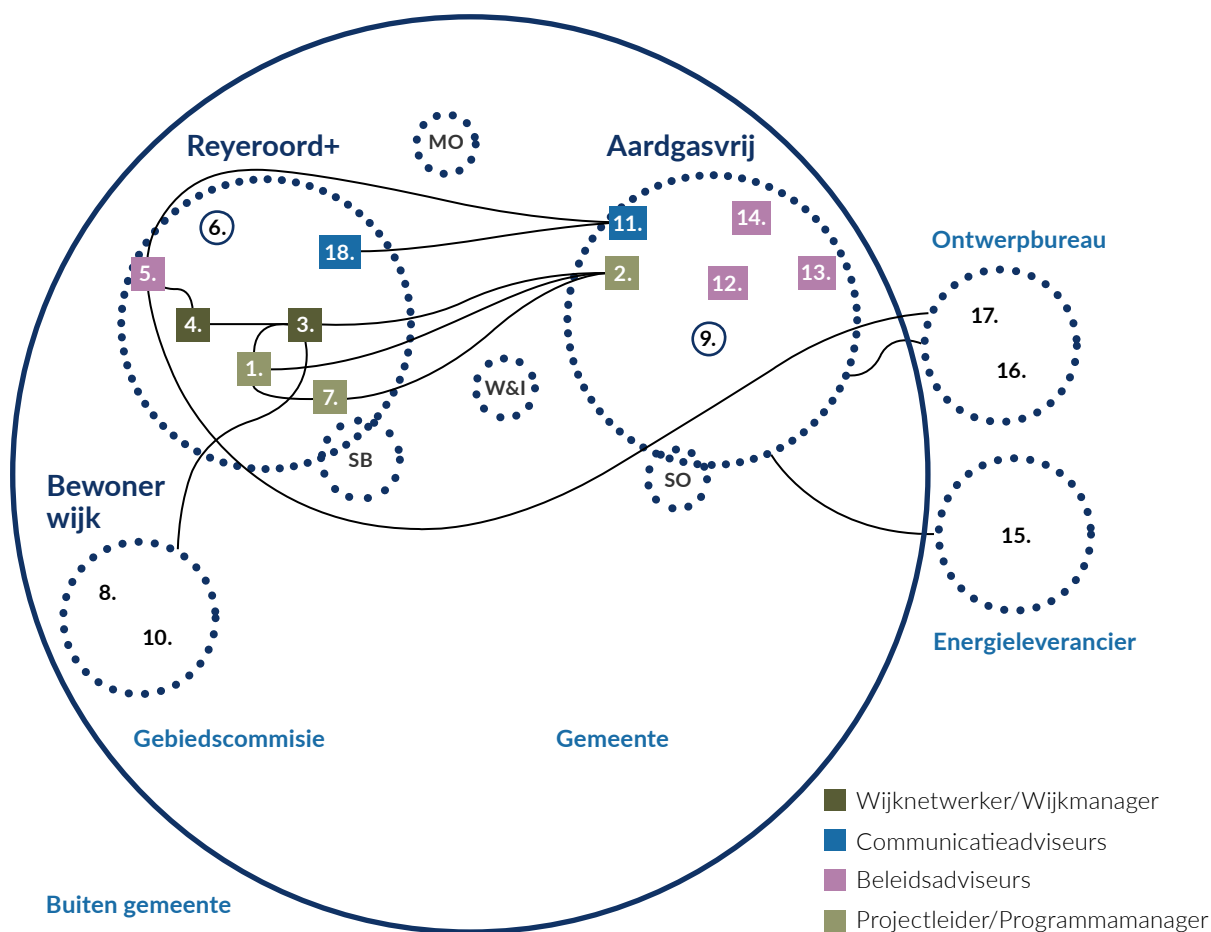 MO
Reyeroord+
Aardgasvrij
6.
11.
14.
18.
Ontwerpbureau
5.
2.
12.
13.
4.
3.
9.
17.
1.
7.
W&I
16.
SB
SO
Bewoner
wijk
15.
8.
10.
Energieleverancier
Gebiedscommisie
Gemeente
Wijknetwerker/Wijkmanager
Communicatieadviseurs
Beleidsadviseurs
Projectleider/Programmamanager
Buiten gemeente